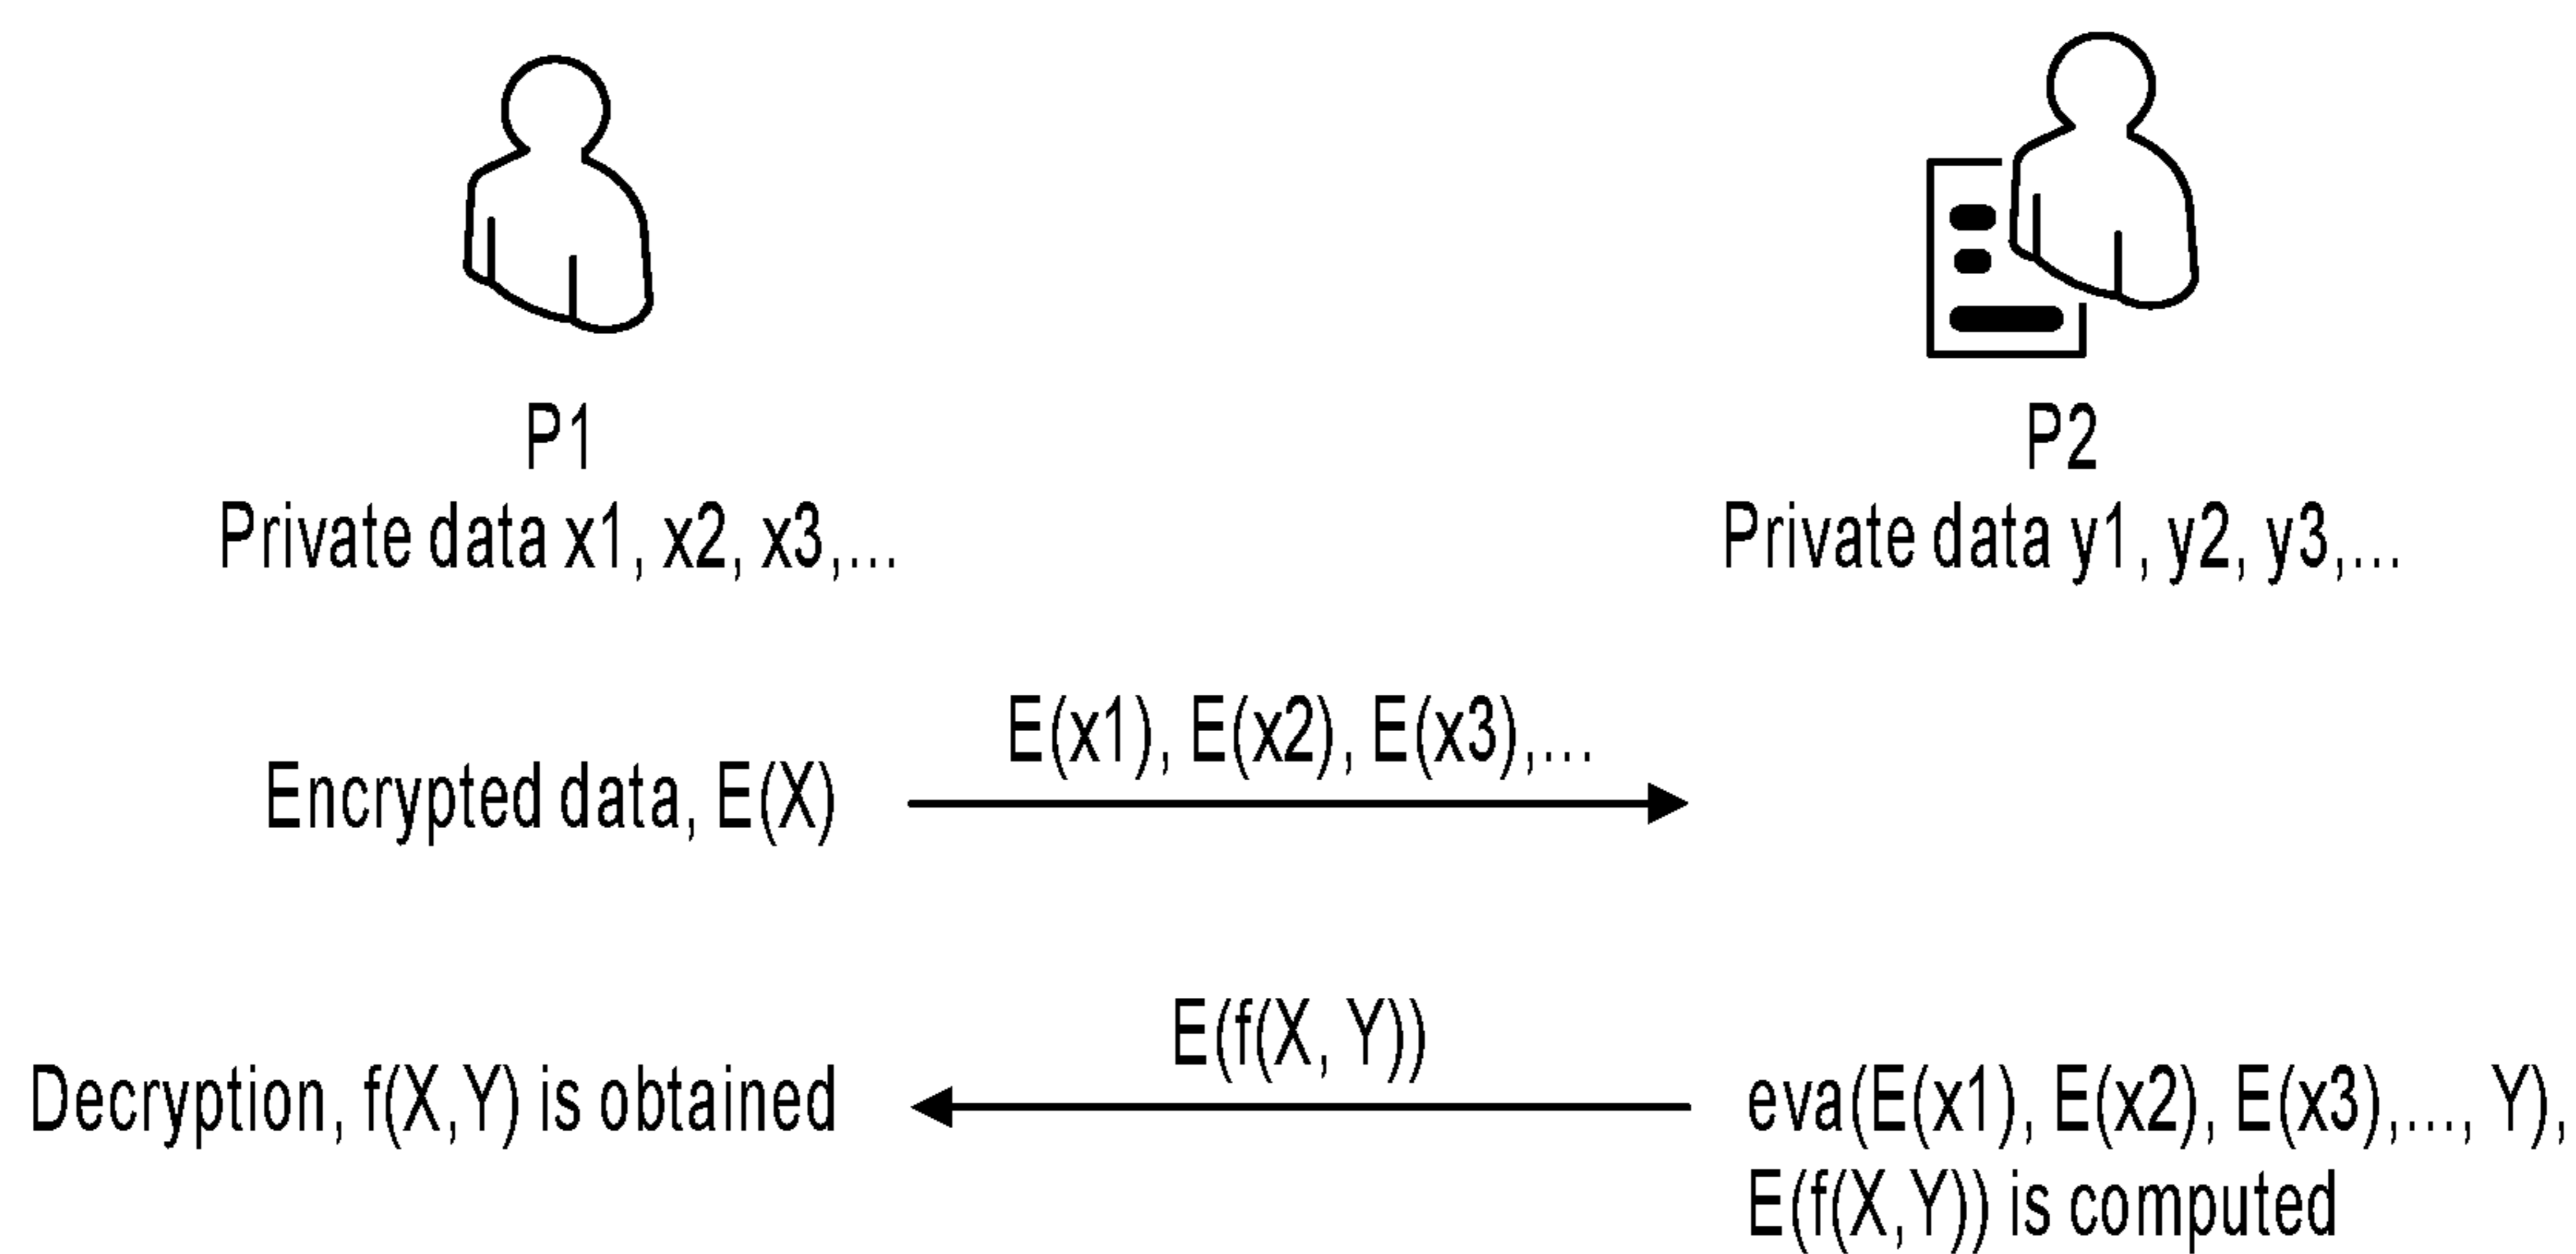 P1
Private data x1, x2, x3,...
P2
Private data y1, y2, y3,...
E(x1), E(x2), E(x3),...
Encrypted data, E(X)
E(f(X, Y))
Decryption, f(X,Y) is obtained
eva(E(x1), E(x2), E(x3),..., Y),
E(f(X,Y)) is computed